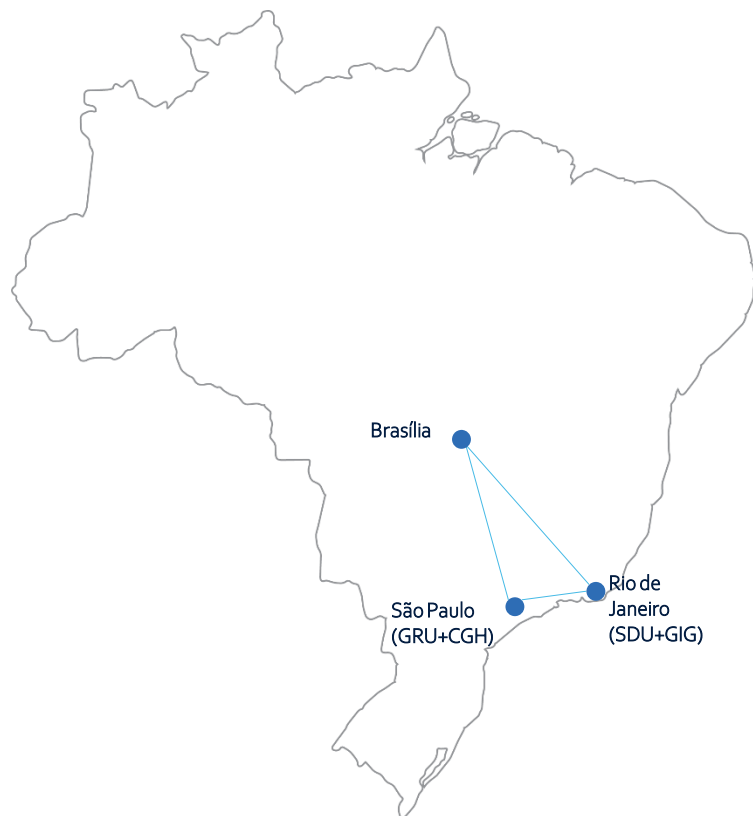 Brasília
São Paulo
(GRU+CGH)
Rio de
Janeiro
(SDU+GIG)